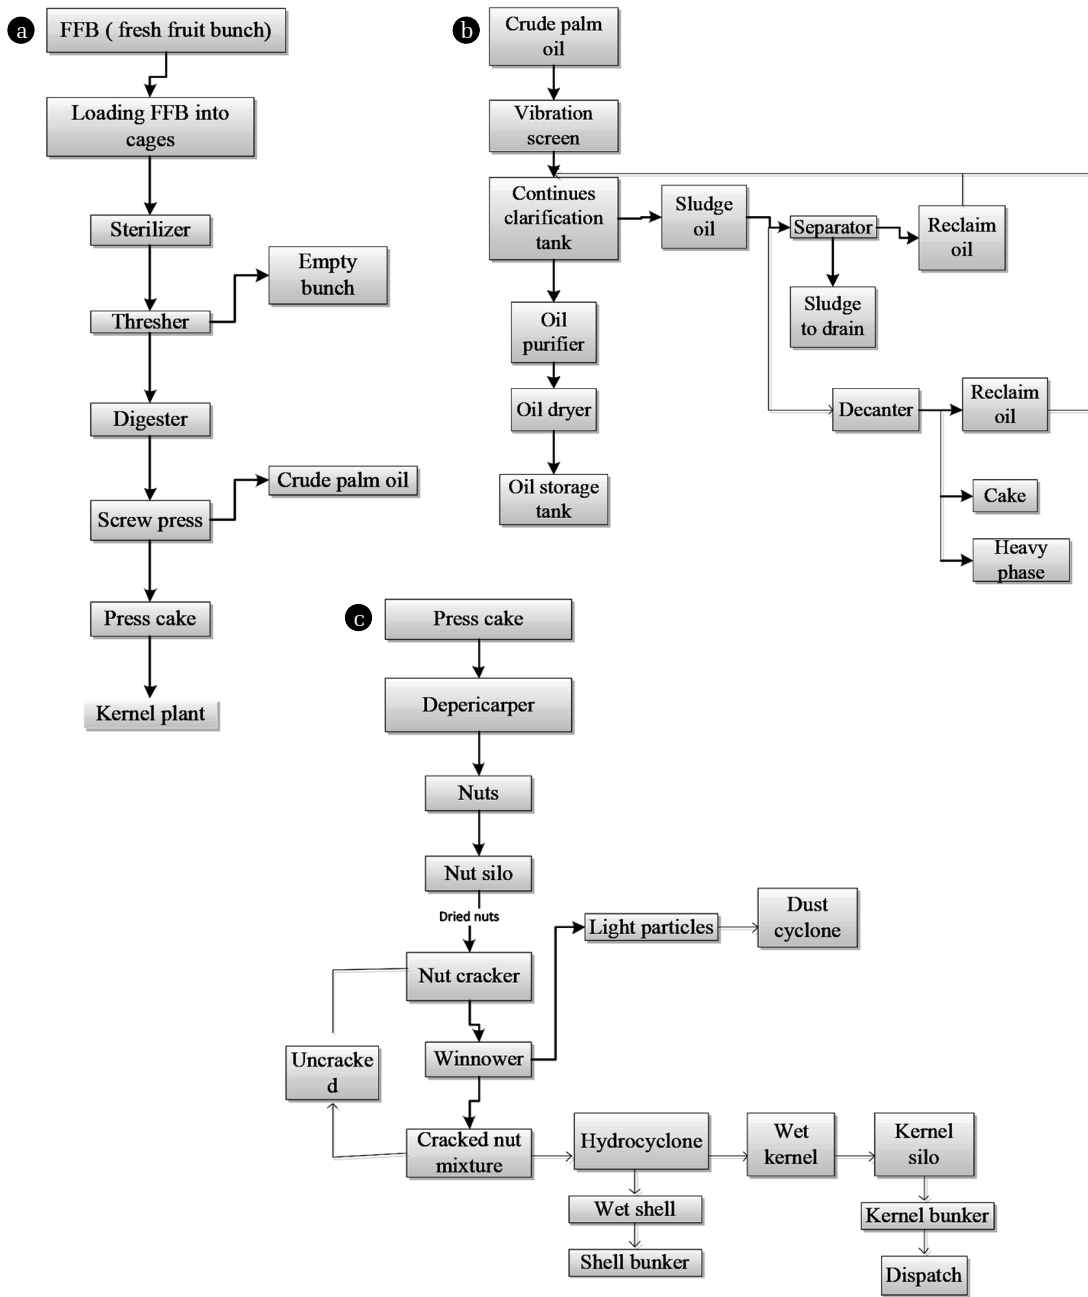 a
FFB ( fresh fruit bunch)
Loading FFB into
cages
Sterilizer
Thresher
Empty
bunch
Digester
Screw press
Crude palm oil
Press cake
Kernel plant
b
Crude palm
oil
Vibration
screen
Continues
clarification
tank
Sludge
oil
Separator
Reclaim
oil
Sludge
to drain
Oil
purifier
Oil dryer
Oil storage
tank
Decanter
Reclaim
oil
Cake
Heavy
phase
c
Press cake
Depericarper
Nuts
Nut silo
Dried nuts
Nut cracker
Winnower
Light particles
Dust
cyclone
Uncracke
d
Cracked nut
mixture
Hydrocyclone
Wet
kernel
Kernel
silo
Wet shell
Shell bunker
Kernel bunker
Dispatch